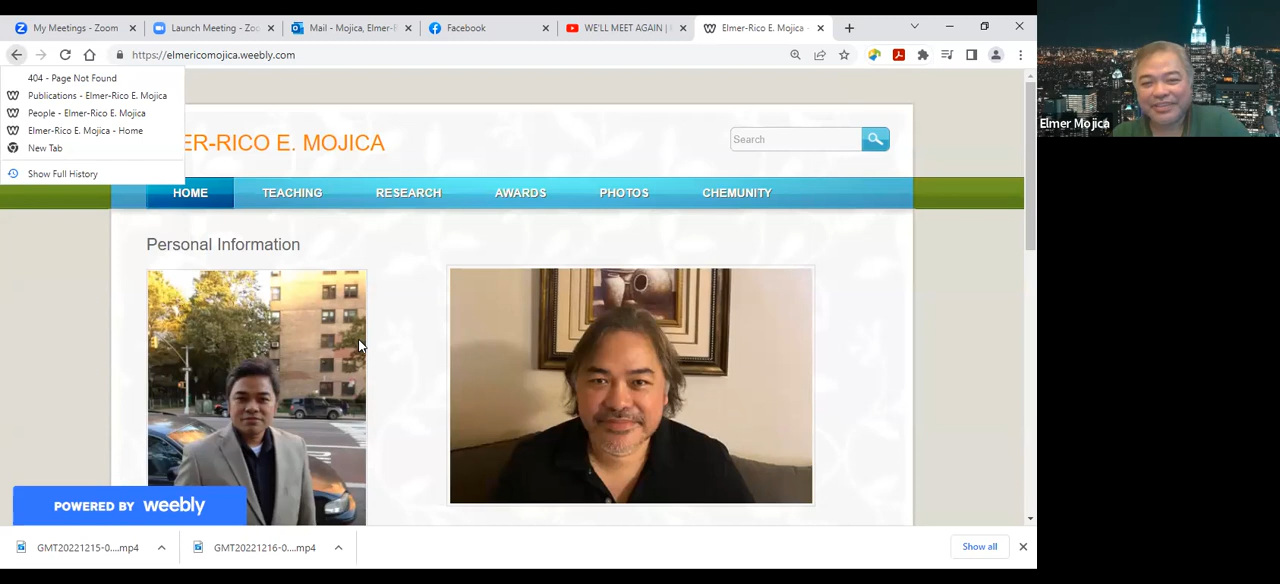 My Meetings - Zoom
Launch Meeting - Zoo
Mail - Mojica, Elmer-R
Facebook
WE'LL MEET AGAIN |
Elmer-Rico E. Mojica -
https://elmericomojica.weebly.com
404 - Page Not Found
Publications - Elmer-Rico E. Mojica
People - Elmer-Rico E. Mojica
Elmer-Rico E. Mojica - Home
New Tab
Show Full History
ER-RICO E. MOJICA
Search
Elmer Mojica
HOME
TEACHING
RESEARCH
AWARDS
PHOTOS
CHEMUNITY
Personal Information
POWERED BY weebly
GMT20221215-0....mp4
GMT20221216-0....mp4
Show all